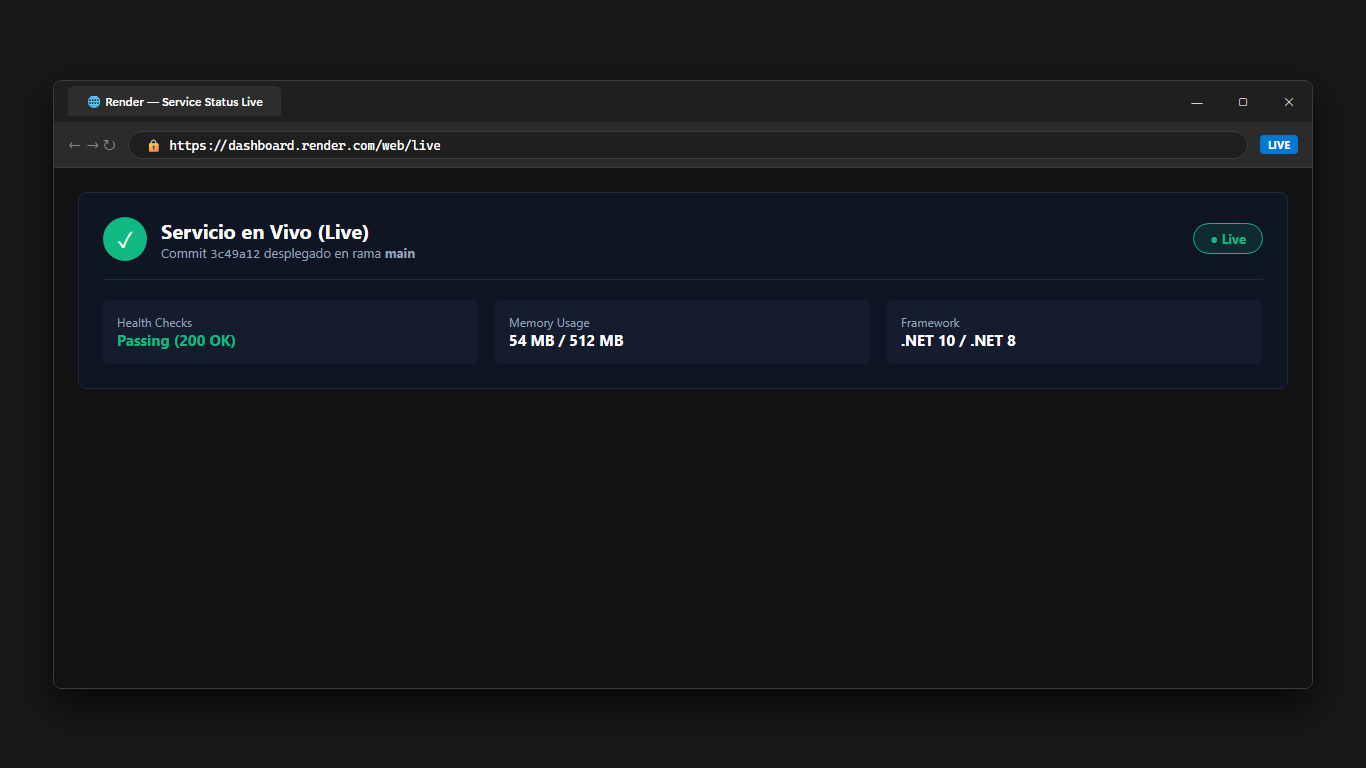 Render — Service Status Live
https://dashboard.render.com/web/live
LIVE
Servicio en Vivo (Live)
Commit 3c49a12 desplegado en rama main
● Live
Health Checks
Passing (200 OK)
Memory Usage
54 MB / 512 MB
Framework
.NET 10 / .NET 8